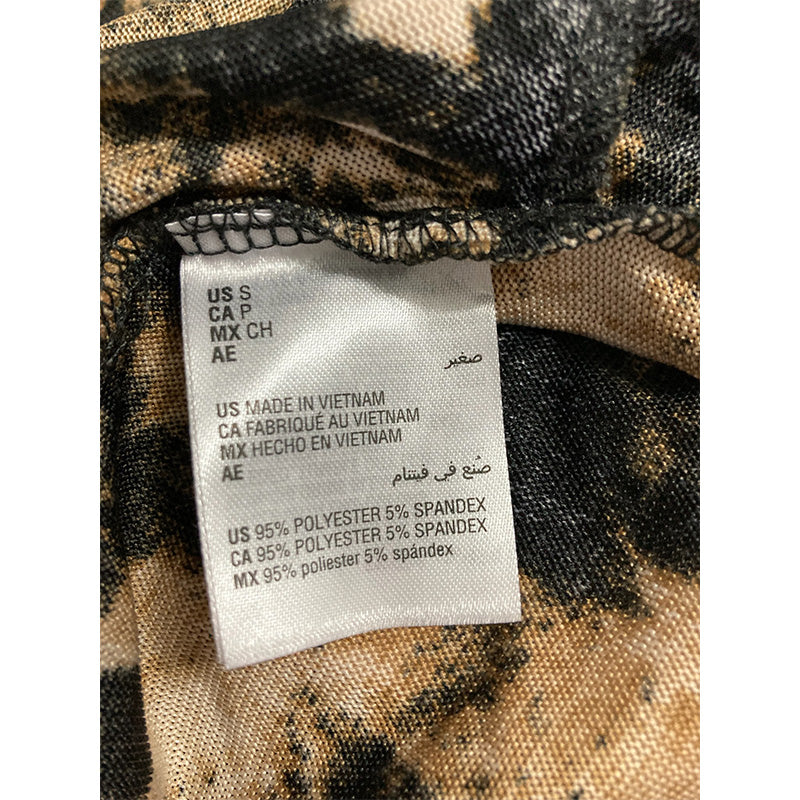 US S
CA P
MX CH
AE صغير
US MADE IN VIETNAM
CA FABRIQUÉ AU VIETNAM
MX HECHO EN VIETNAM
AE صُنع في فيتنام
US 95% POLYESTER 5% SPANDEX
CA 95% POLYESTER 5% SPANDEX
MX 95% poliester 5% spándex